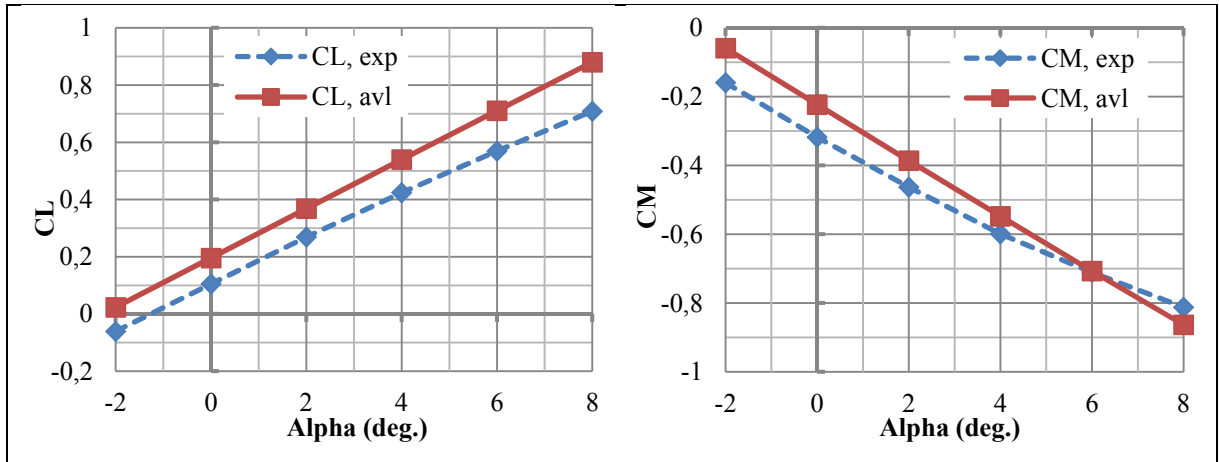 1
0,8
0,6
0,4
0,2
0
-0,2
CL
CL, exp
CL, avl
-2 0 2 4 6 8
Alpha (deg.)
0
-0,2
-0,4
-0,6
-0,8
-1
CM
CM, exp
CM, avl
-2 0 2 4 6 8
Alpha (deg.)